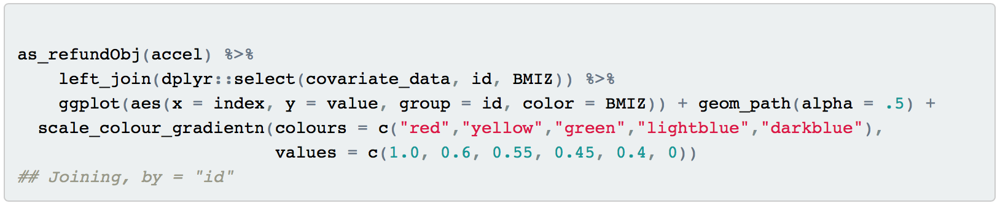 as_refundObj(accel) %>%
    left_join(dplyr::select(covariate_data, id, BMIZ)) %>%
    ggplot(aes(x = index, y = value, group = id, color = BMIZ)) + geom_path(alpha = .5) +
  scale_colour_gradientn(colours = c("red","yellow","green","lightblue","darkblue"),
                         values = c(1.0, 0.6, 0.55, 0.45, 0.4, 0))
## Joining, by = "id"